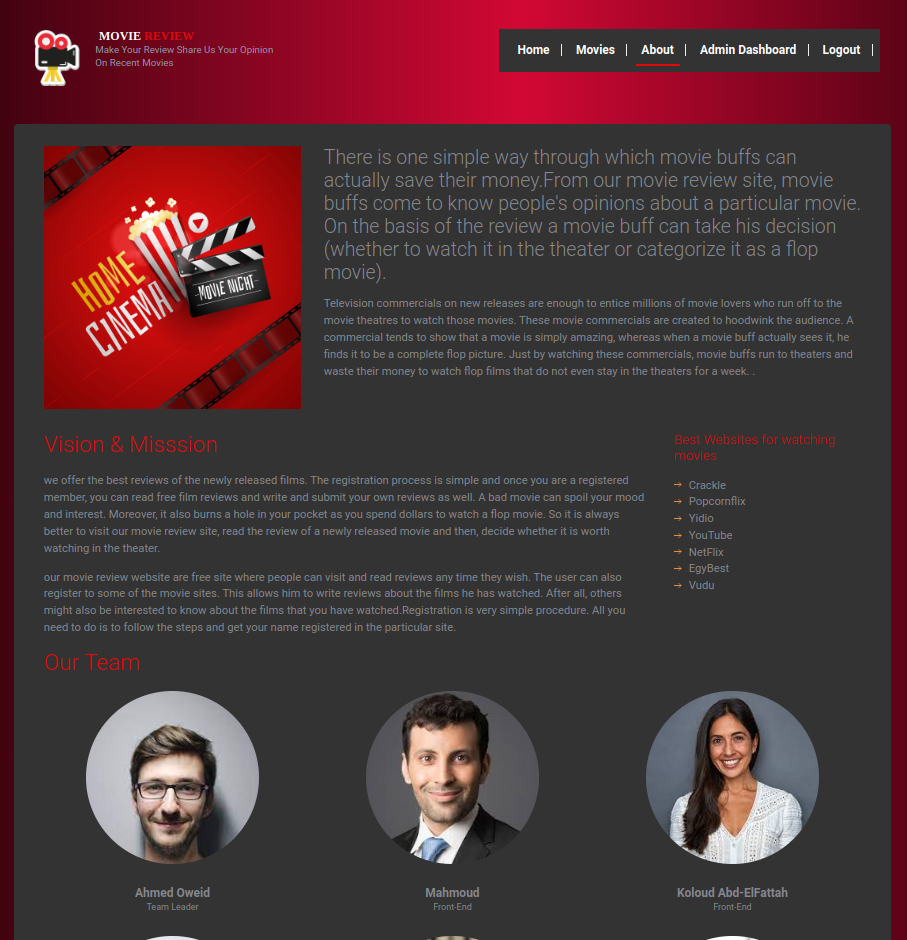 MOVIE REVIEW
Make Your Review Share Us Your Opinion
On Recent Movies
Home | Movies | About | Admin Dashboard | Logout |
HOME
CINEMA
MOVIE NIGHT
There is one simple way through which movie buffs can
actually save their money.From our movie review site, movie
buffs come to know people's opinions about a particular movie.
On the basis of the review a movie buff can take his decision
(whether to watch it in the theater or categorize it as a flop
movie).
Television commercials on new releases are enough to entice millions of movie lovers who run off to the
movie theatres to watch those movies. These movie commercials are created to hoodwink the audience. A
commercial tends to show that a movie is simply amazing, whereas when a movie buff actually sees it, he
finds it to be a complete flop picture. Just by watching these commercials, movie buffs run to theaters and
waste their money to watch flop films that do not even stay in the theaters for a week. .
Vision & Misssion
we offer the best reviews of the newly released films. The registration process is simple and once you are a registered
member, you can read free film reviews and write and submit your own reviews as well. A bad movie can spoil your mood
and interest. Moreover, it also burns a hole in your pocket as you spend dollars to watch a flop movie. So it is always
better to visit our movie review site, read the review of a newly released movie and then, decide whether it is worth
watching in the theater.
our movie review website are free site where people can visit and read reviews any time they wish. The user can also
register to some of the movie sites. This allows him to write reviews about the films he has watched. After all, others
might also be interested to know about the films that you have watched.Registration is very simple procedure. All you
need to do is to follow the steps and get your name registered in the particular site.
Best Websites for watching
movies
→ Crackle
→ Popcornflix
→ Yidio
→ YouTube
→ NetFlix
→ EgyBest
→ Vudu
Our Team
Ahmed Oweid
Team Leader
Mahmoud
Front-End
Koloud Abd-ElFattah
Front-End